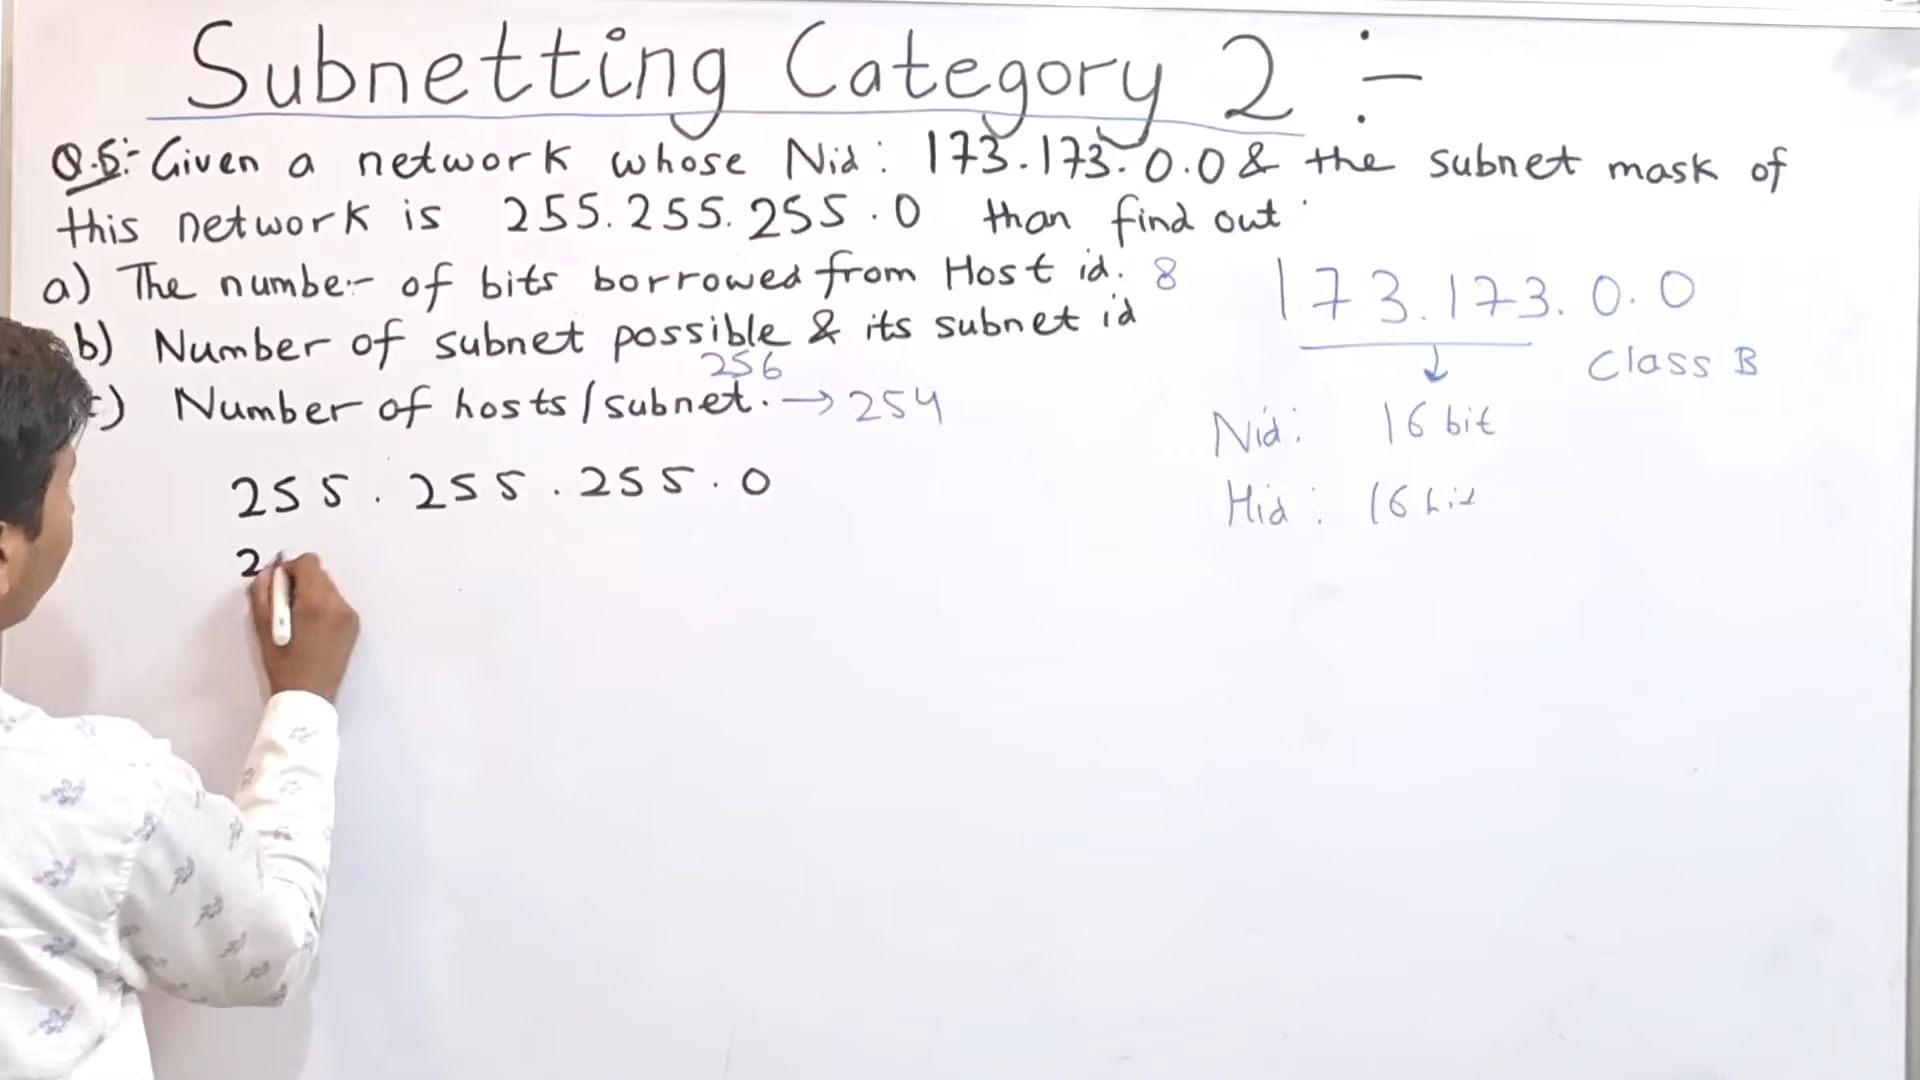 Subnetting Category 2 ÷
Q.5:- Given a network whose Nid: 173.173.0.0 & the subnet mask of
this network is 255.255.255.0 than find out
a) The number of bits borrowed from Host id. 8
b) Number of subnet possible & its subnet id
256
c) Number of hosts/subnet. → 254
255.255.255.0
2
173.173.0.0
Class B
Nid: 16 bit
Hid: 16 bit